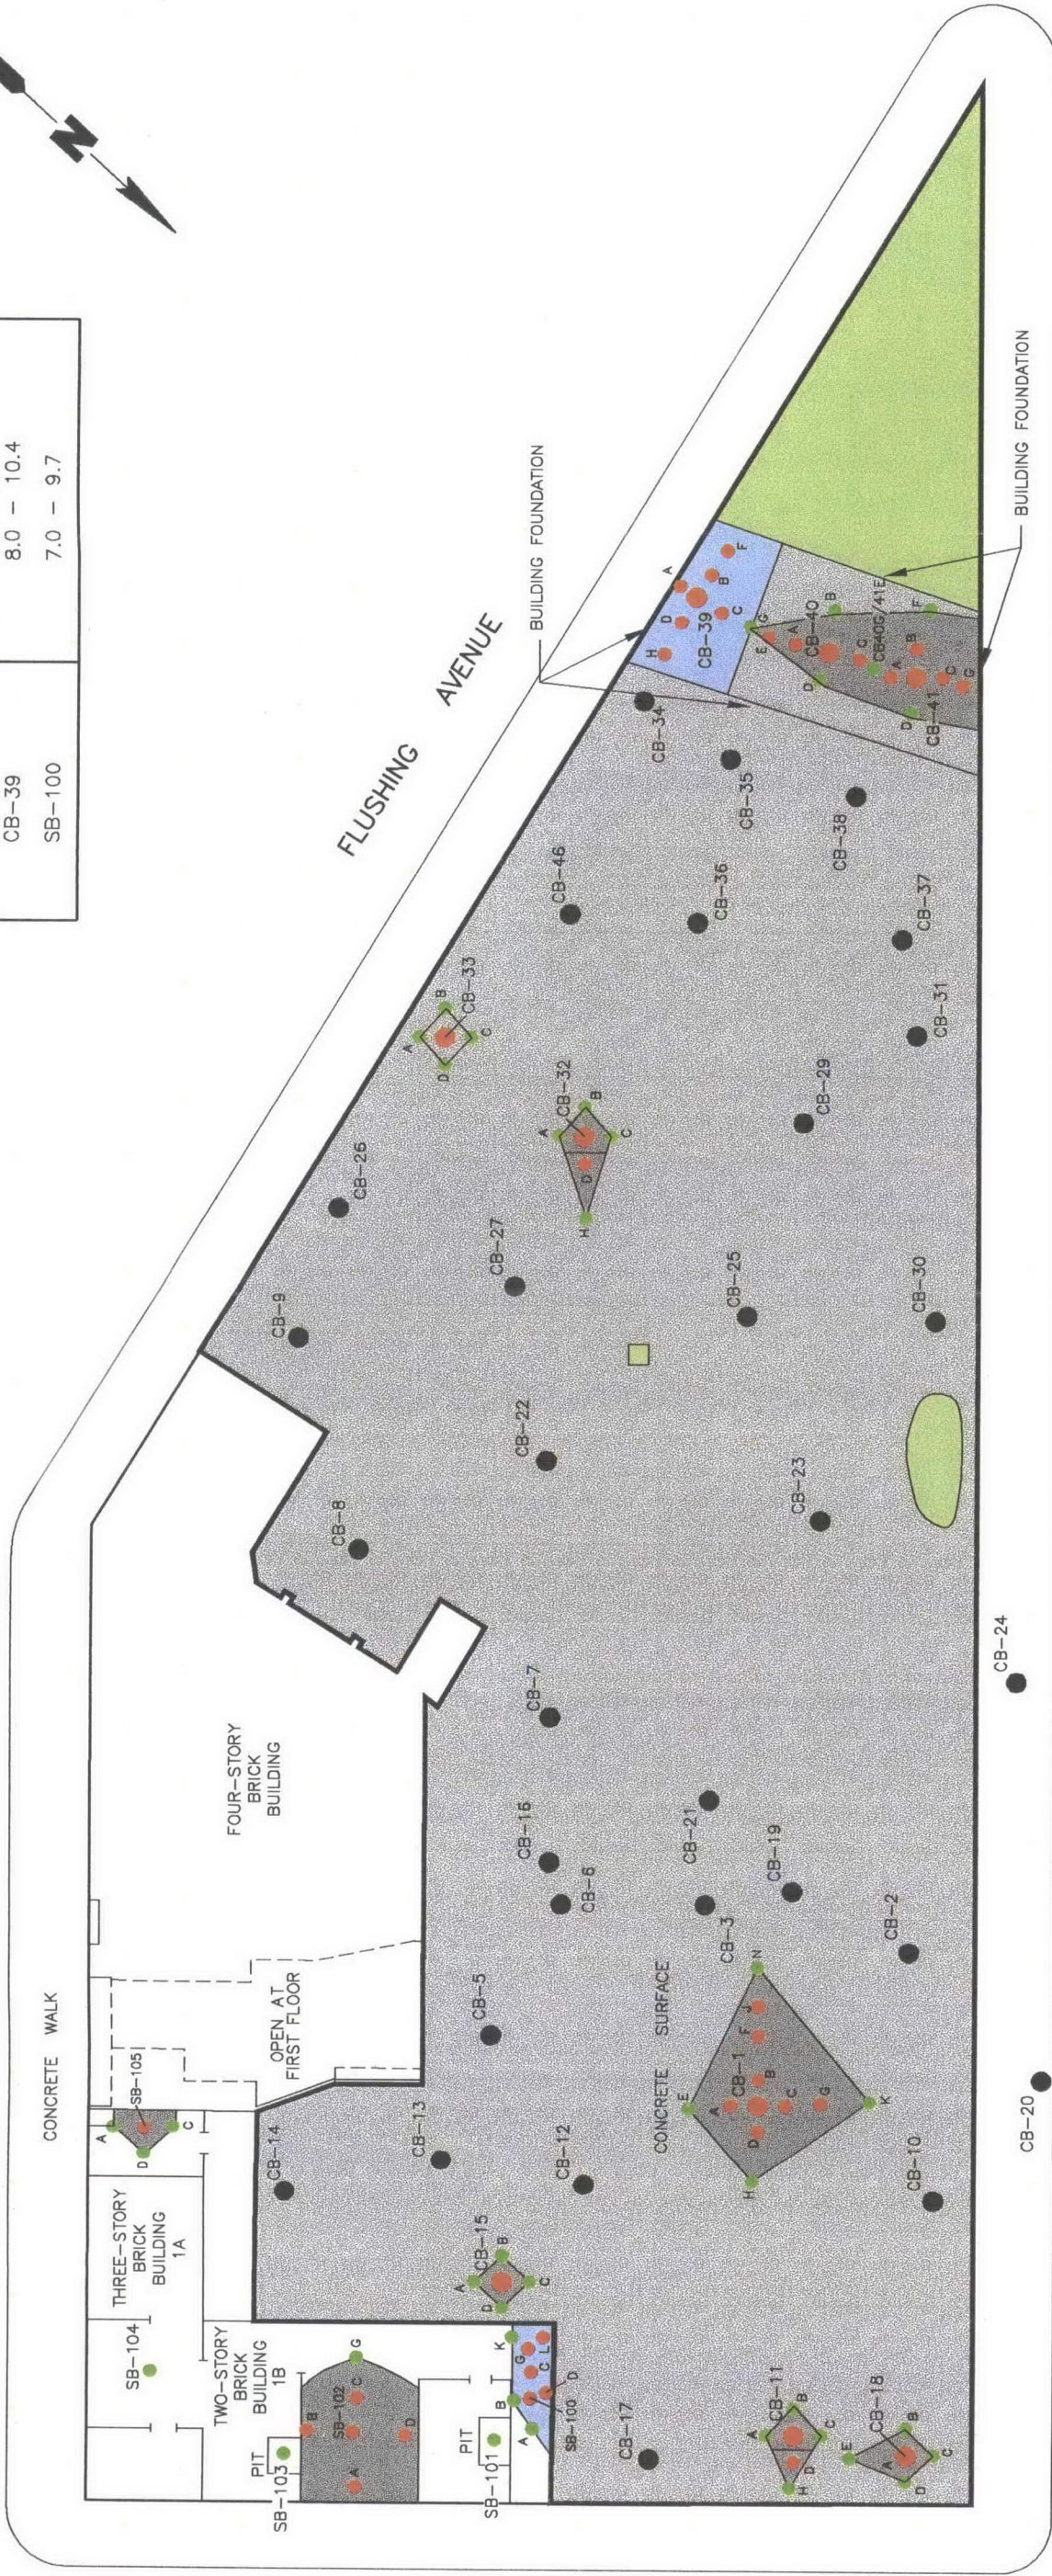 N
CB-39 8.0 - 10.4
SB-100 7.0 - 9.7
FLUSHING AVENUE
BUILDING FOUNDATION
BUILDING FOUNDATION
CONCRETE WALK
FOUR-STORY
BRICK
BUILDING
OPEN AT
FIRST FLOOR
THREE-STORY
BRICK
BUILDING
1A
TWO-STORY
BRICK
BUILDING
1B
PIT
PIT
CONCRETE SURFACE
SB-105
A
C
D
SB-104
SB-103
SB-102
A
B
C
D
G
SB-101
SB-100
A
B
C
D
G
K
L
CB-14
CB-13
CB-12
CB-15
A
B
C
D
CB-17
CB-11
A
B
C
D
H
CB-18
A
B
C
D
E
CB-10
CB-20
CB-1
A
B
C
D
E
F
G
H
J
K
N
CB-5
CB-6
CB-16
CB-7
CB-3
CB-21
CB-19
CB-2
CB-24
CB-8
CB-22
CB-23
CB-9
CB-27
CB-25
CB-30
CB-26
CB-32
A
B
C
D
H
CB-29
CB-33
A
B
C
D
CB-31
CB-46
CB-36
CB-37
CB-34
CB-35
CB-38
CB-39
A
B
C
D
F
H
CB-40
A
B
C
D
E
G
CB40G/41E
CB-41
A
B
C
D
F
G